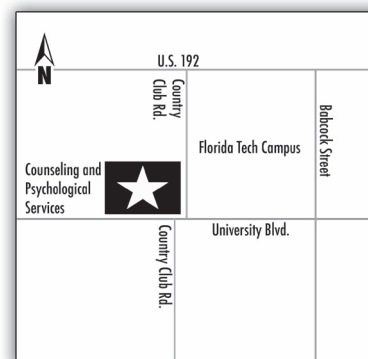 N
U.S. 192
Country
Club Rd.
Babcock Street
Florida Tech Campus
Counseling and
Psychological
Services
University Blvd.
Country Club Rd.